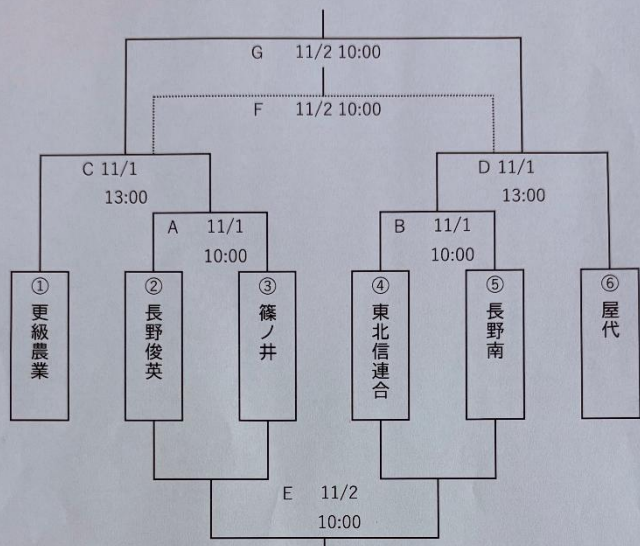 G 11/2 10:00
F 11/2 10:00
C 11/1
13:00
D 11/1
13:00
A 11/1
10:00
B 11/1
10:00
① 更級農業
② 長野俊英
③ 篠ノ井
④ 東北信連合
⑤ 長野南
⑥ 屋代
E 11/2
10:00